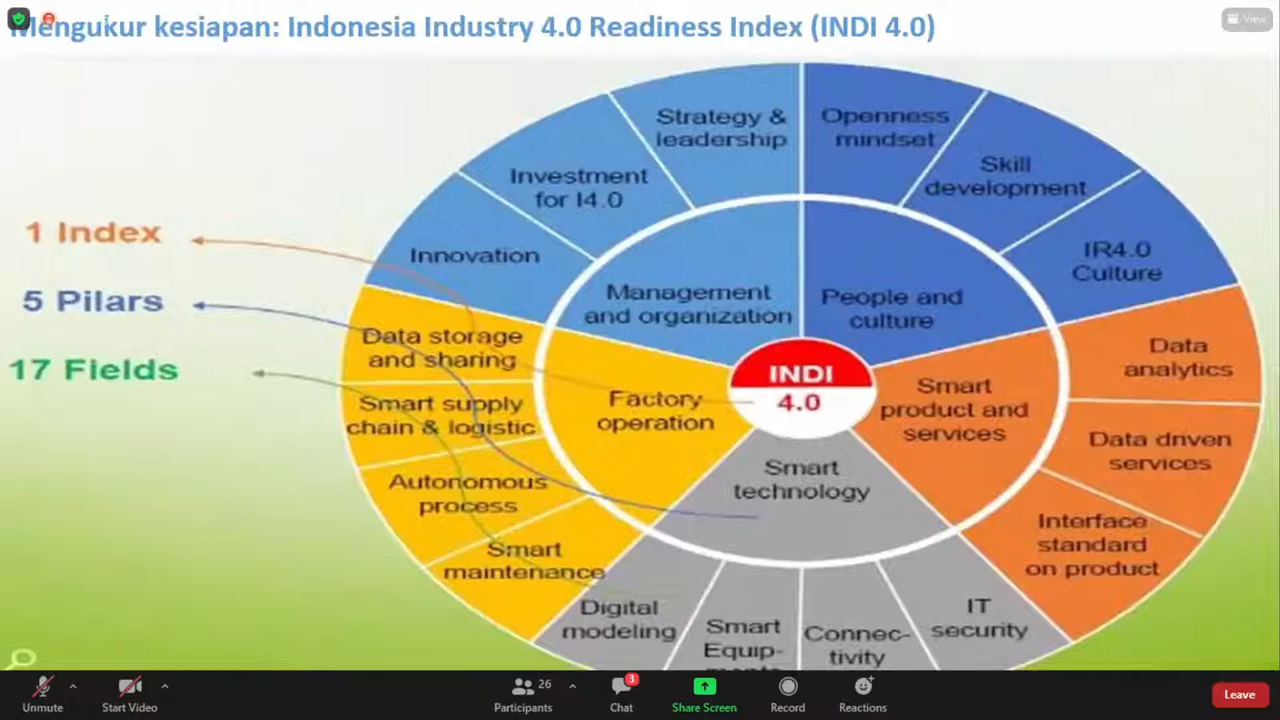 Mengukur kesiapan: Indonesia Industry 4.0 Readiness Index (INDI 4.0)
View
Strategy &
leadership
Openness
mindset
Investment
for I4.0
Skill
development
Innovation
IR4.0
Culture
1 Index
5 Pilars
17 Fields
Management
and organization
People and
culture
Data storage
and sharing
Data
analytics
INDI
4.0
Factory
operation
Smart
product and
services
Smart supply
chain & logistic
Data driven
services
Smart
technology
Autonomous
process
Interface
standard
on product
Smart
maintenance
Digital
modeling
Smart
Equip-
Connec-
tivity
IT
security
Unmute
Start Video
26
Participants
3
Chat
Share Screen
Record
Reactions
Leave